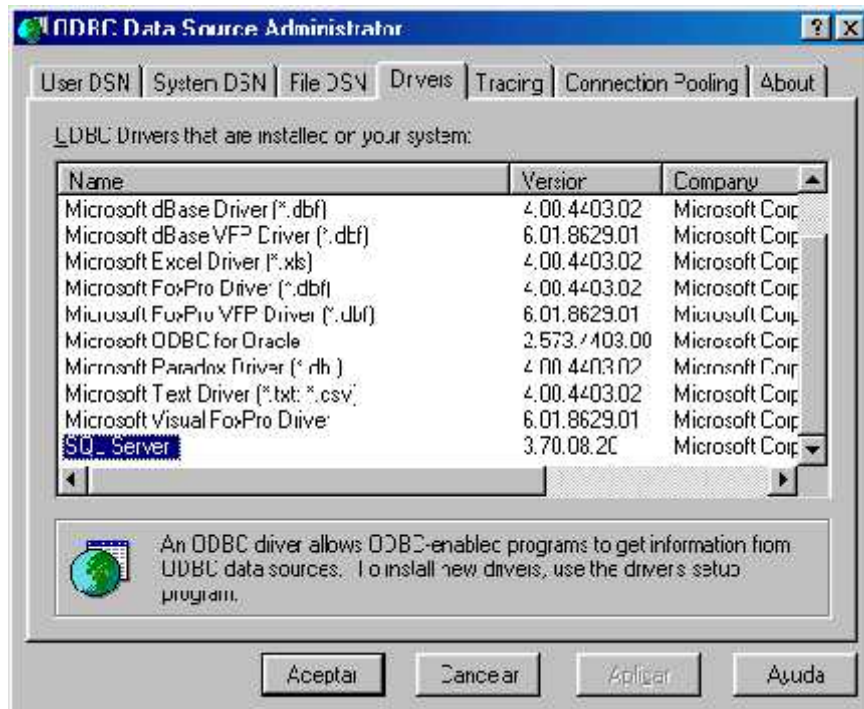 ODBC Data Source Administrator
User DSN System DSN File DSN Drivers Tracing Connection Pooling About
ODBC Drivers that are installed on your system:
Name Version Company
Microsoft dBase Driver (*.dbf) 4.00.4403.02 Microsoft Corp
Microsoft dBase VFP Driver (*.dbf) 6.01.8629.01 Microsoft Corp
Microsoft Excel Driver (*.xls) 4.00.4403.02 Microsoft Corp
Microsoft FoxPro Driver (*.dbf) 4.00.4403.02 Microsoft Corp
Microsoft FoxPro VFP Driver (*.dbf) 6.01.8629.01 Microsoft Corp
Microsoft ODBC for Oracle 2.573.7403.00 Microsoft Corp
Microsoft Paradox Driver (*.db ) 4.00.4403.02 Microsoft Corp
Microsoft Text Driver (*.txt; *.csv) 4.00.4403.02 Microsoft Corp
Microsoft Visual FoxPro Driver 6.01.8629.01 Microsoft Corp
SQL Server Microsoft Corp
An ODBC driver allows ODBC-enabled programs to get information from
ODBC data sources. To install new drivers, use the driver's setup
program.
Aceptar Cancelar Aplicar Ayuda